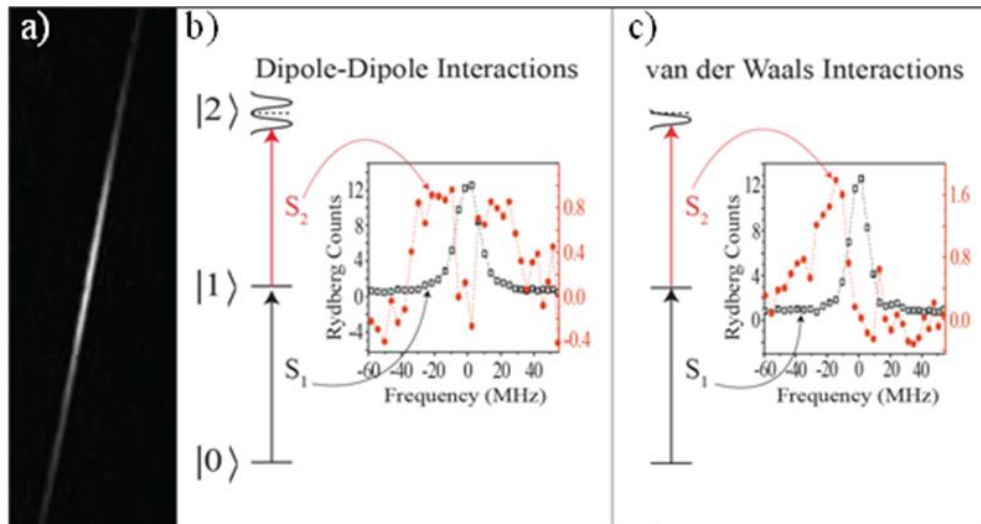 a)
b)
Dipole-Dipole Interactions
|2⟩
S2
|1⟩
S1
|0⟩
Rydberg Counts
12
8
4
0
-4
0.8
0.4
0.0
-0.4
-60 -40 -20 0 20 40
Frequency (MHz)
c)
van der Waals Interactions
S2
S1
Rydberg Counts
12
8
4
0
1.6
0.8
0.0
-60 -40 -20 0 20 40
Frequency (MHz)